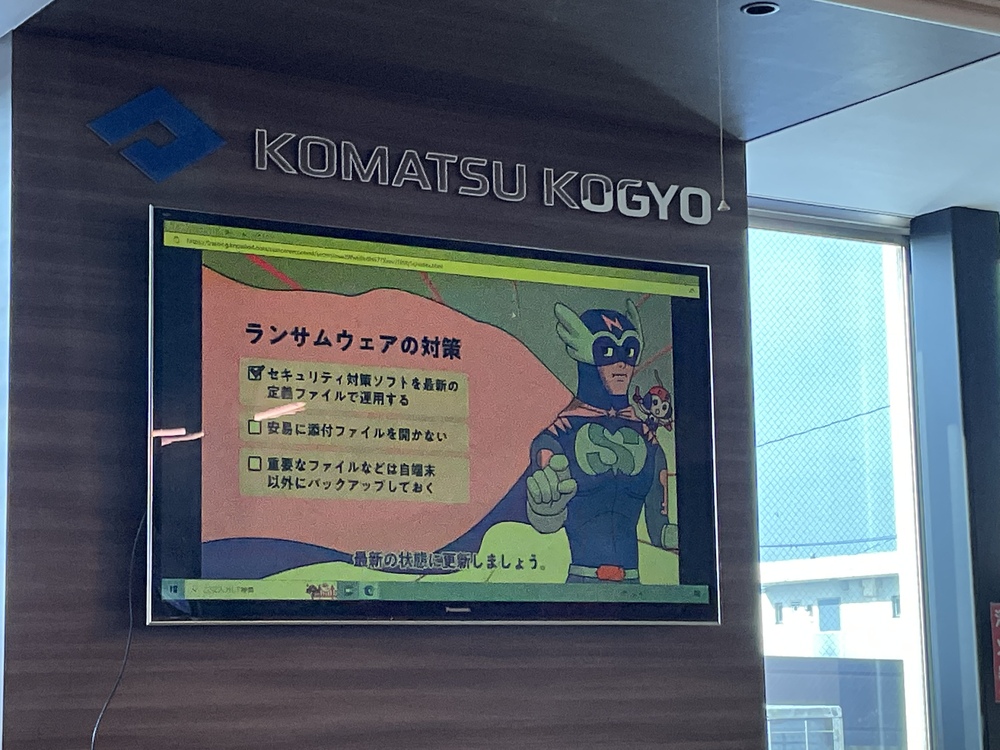 KOMATSU KOGYO
ランサムウェアの対策
セキュリティ対策ソフトを最新の
定義ファイルで運用する
安易に添付ファイルを開かない
重要なファイルなどは自端末
以外にバックアップしておく
SG
最新の状態に更新しましょう。
Panasonic